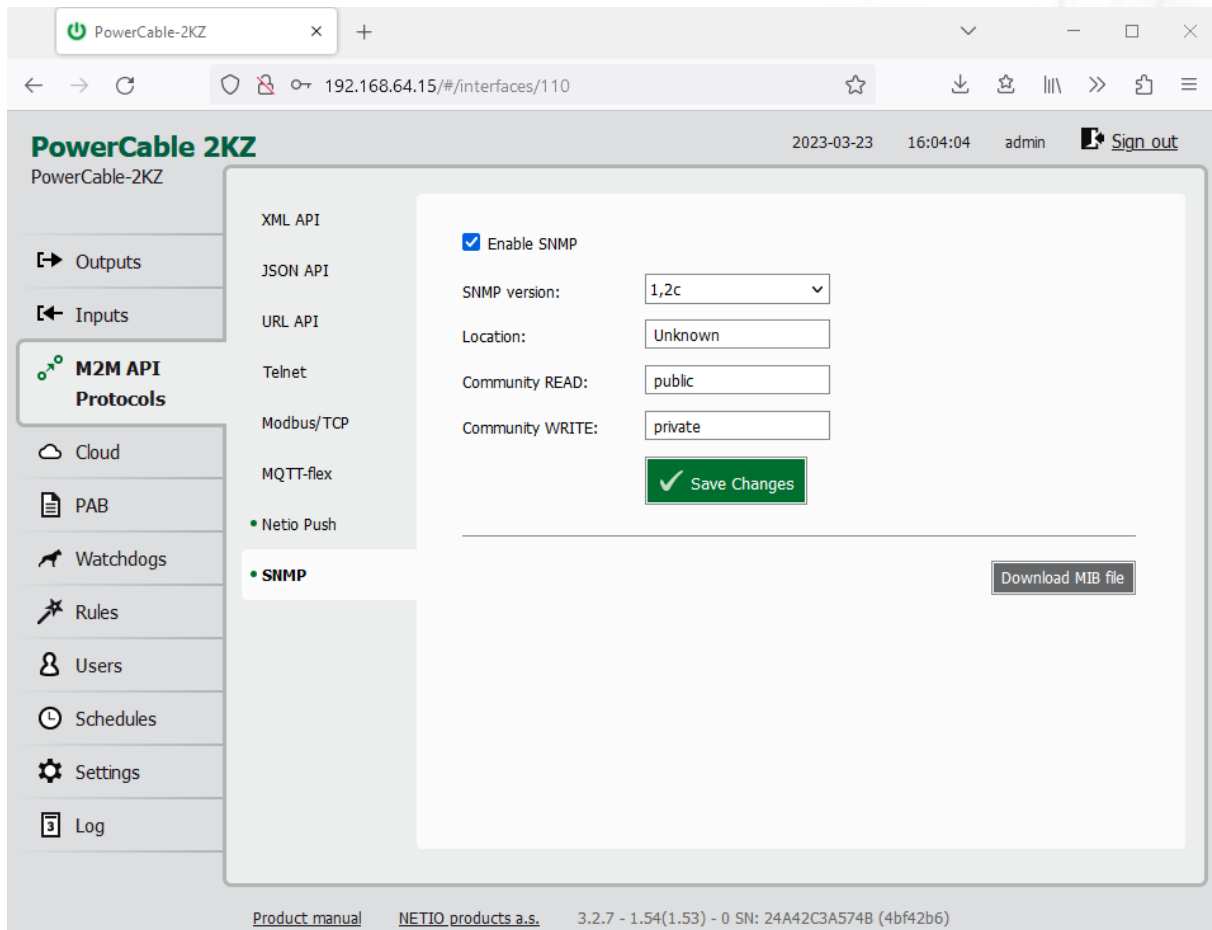 PowerCable-2KZ
192.168.64.15/#/interfaces/110
PowerCable 2KZ
2023-03-23 16:04:04 admin Sign out
PowerCable-2KZ
Outputs
Inputs
M2M API
Protocols
Cloud
PAB
Watchdogs
Rules
Users
Schedules
Settings
3 Log
XML API
JSON API
URL API
Telnet
Modbus/TCP
MQTT-flex
• Netio Push
• SNMP
Enable SNMP
SNMP version: 1,2c
Location: Unknown
Community READ: public
Community WRITE: private
Save Changes
Download MIB file
Product manual NETIO products a.s. 3.2.7 - 1.54(1.53) - 0 SN: 24A42C3A574B (4bf42b6)